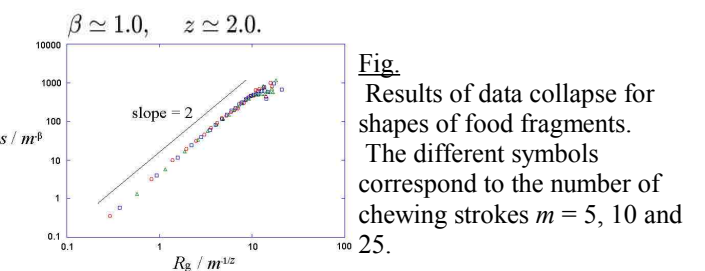 β ≃ 1.0, z ≃ 2.0.
10000
1000
100
10
1
0.1
s / m^β
slope = 2
0.1 1 10 100
R_g / m^1/z
Fig.
Results of data collapse for
shapes of food fragments.
The different symbols
correspond to the number of
chewing strokes m = 5, 10 and
25.